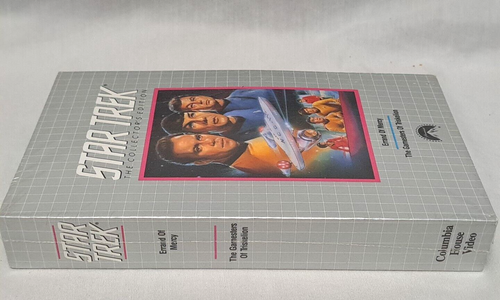 STAR TREK
THE COLLECTOR'S EDITION
Errand Of Mercy
The Gamesters Of Triskelion
STAR
TREK
Errand Of
Mercy
The Gamesters
Of Triskelion
Columbia
House
Video